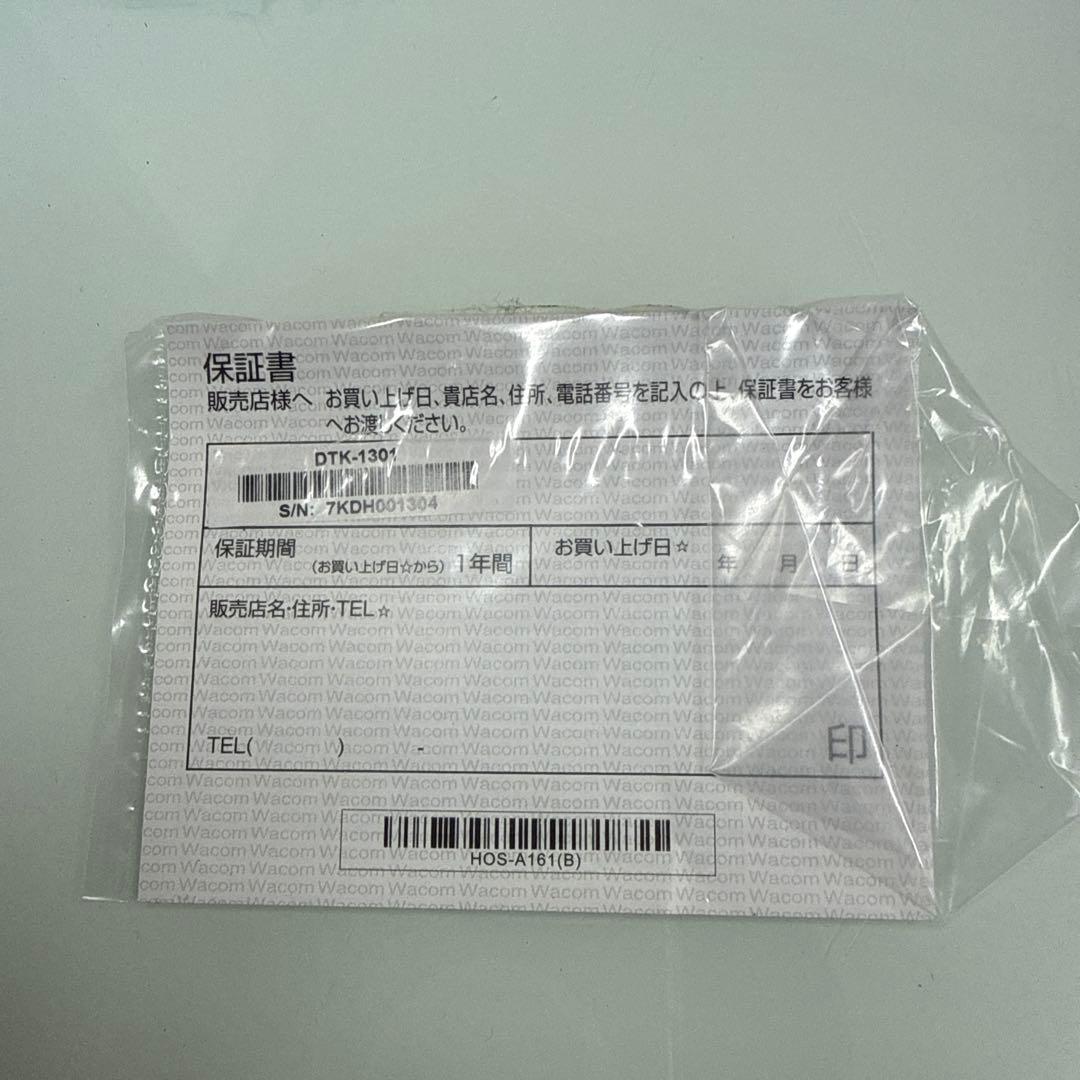 保証書
販売店様へ お買い上げ日、貴店名、住所、電話番号を記入の上、保証書をお客様
へお渡しください。
DTK-1301
S/N: 7KDH001304
保証期間
(お買い上げ日☆から) 1年間
お買い上げ日☆
年 月 日
販売店名・住所・TEL☆
TEL( ) -
印
HOS-A161(B)